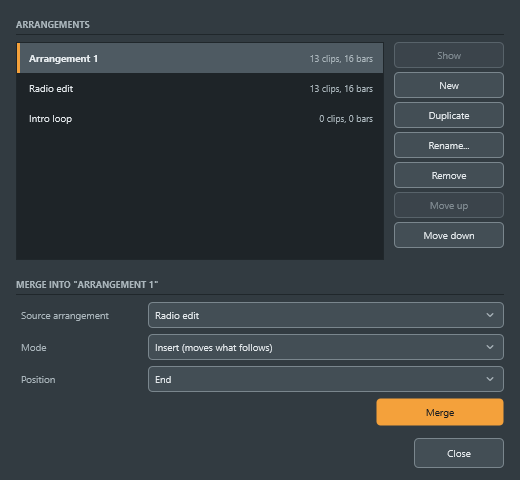 ARRANGEMENTS
Arrangement 1 13 clips, 16 bars
Radio edit 13 clips, 16 bars
Intro loop 0 clips, 0 bars
Show
New
Duplicate
Rename...
Remove
Move up
Move down
MERGE INTO "ARRANGEMENT 1"
Source arrangement Radio edit
Mode Insert (moves what follows)
Position End
Merge
Close